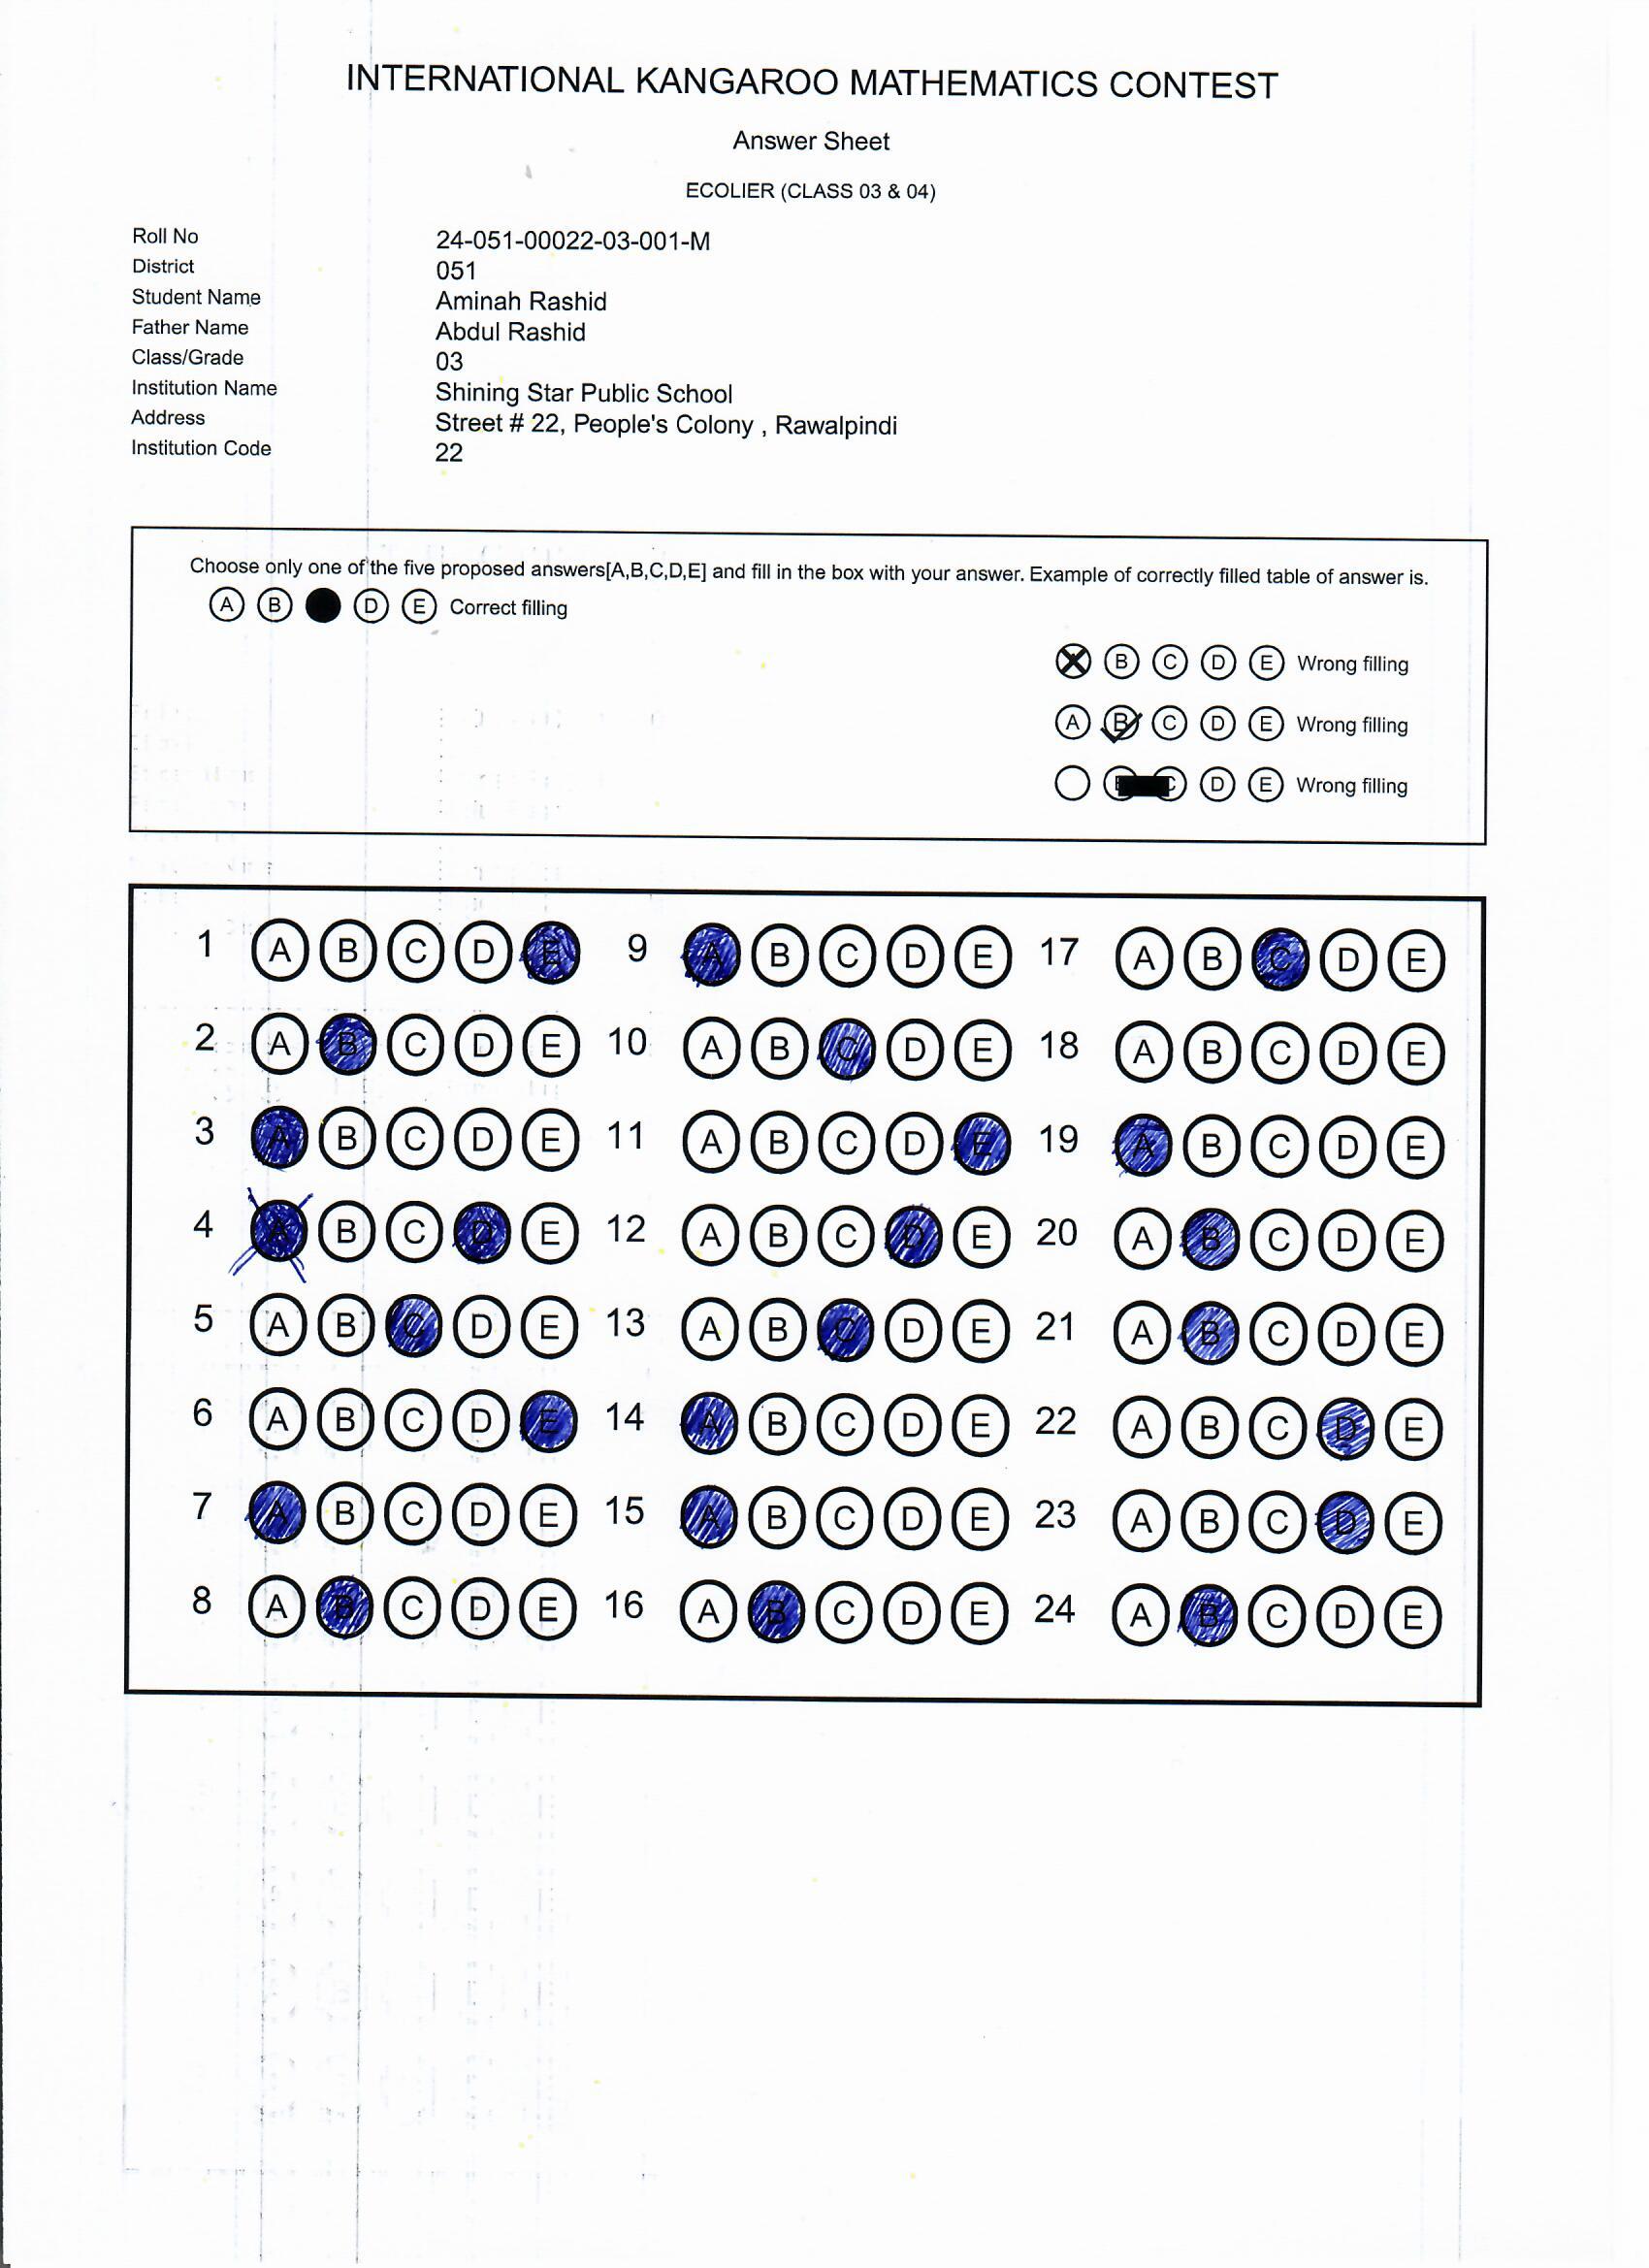 INTERNATIONAL KANGAROO MATHEMATICS CONTEST
Answer Sheet
ECOLIER (CLASS 03 & 04)
Roll No 24-051-00022-03-001-M
District 051
Student Name Aminah Rashid
Father Name Abdul Rashid
Class/Grade 03
Institution Name Shining Star Public School
Address Street # 22, People's Colony , Rawalpindi
Institution Code 22
Choose only one of the five proposed answers[A,B,C,D,E] and fill in the box with your answer. Example of correctly filled table of answer is.
A B D E Correct filling
B C D E Wrong filling
A B C D E Wrong filling
C D E Wrong filling
1 A B C D E 9 A B C D E 17 A B C D E
2 A B C D E 10 A B C D E 18 A B C D E
3 A B C D E 11 A B C D E 19 A B C D E
4 A B C D E 12 A B C D E 20 A B C D E
5 A B C D E 13 A B C D E 21 A B C D E
6 A B C D E 14 A B C D E 22 A B C D E
7 A B C D E 15 A B C D E 23 A B C D E
8 A B C D E 16 A B C D E 24 A B C D E